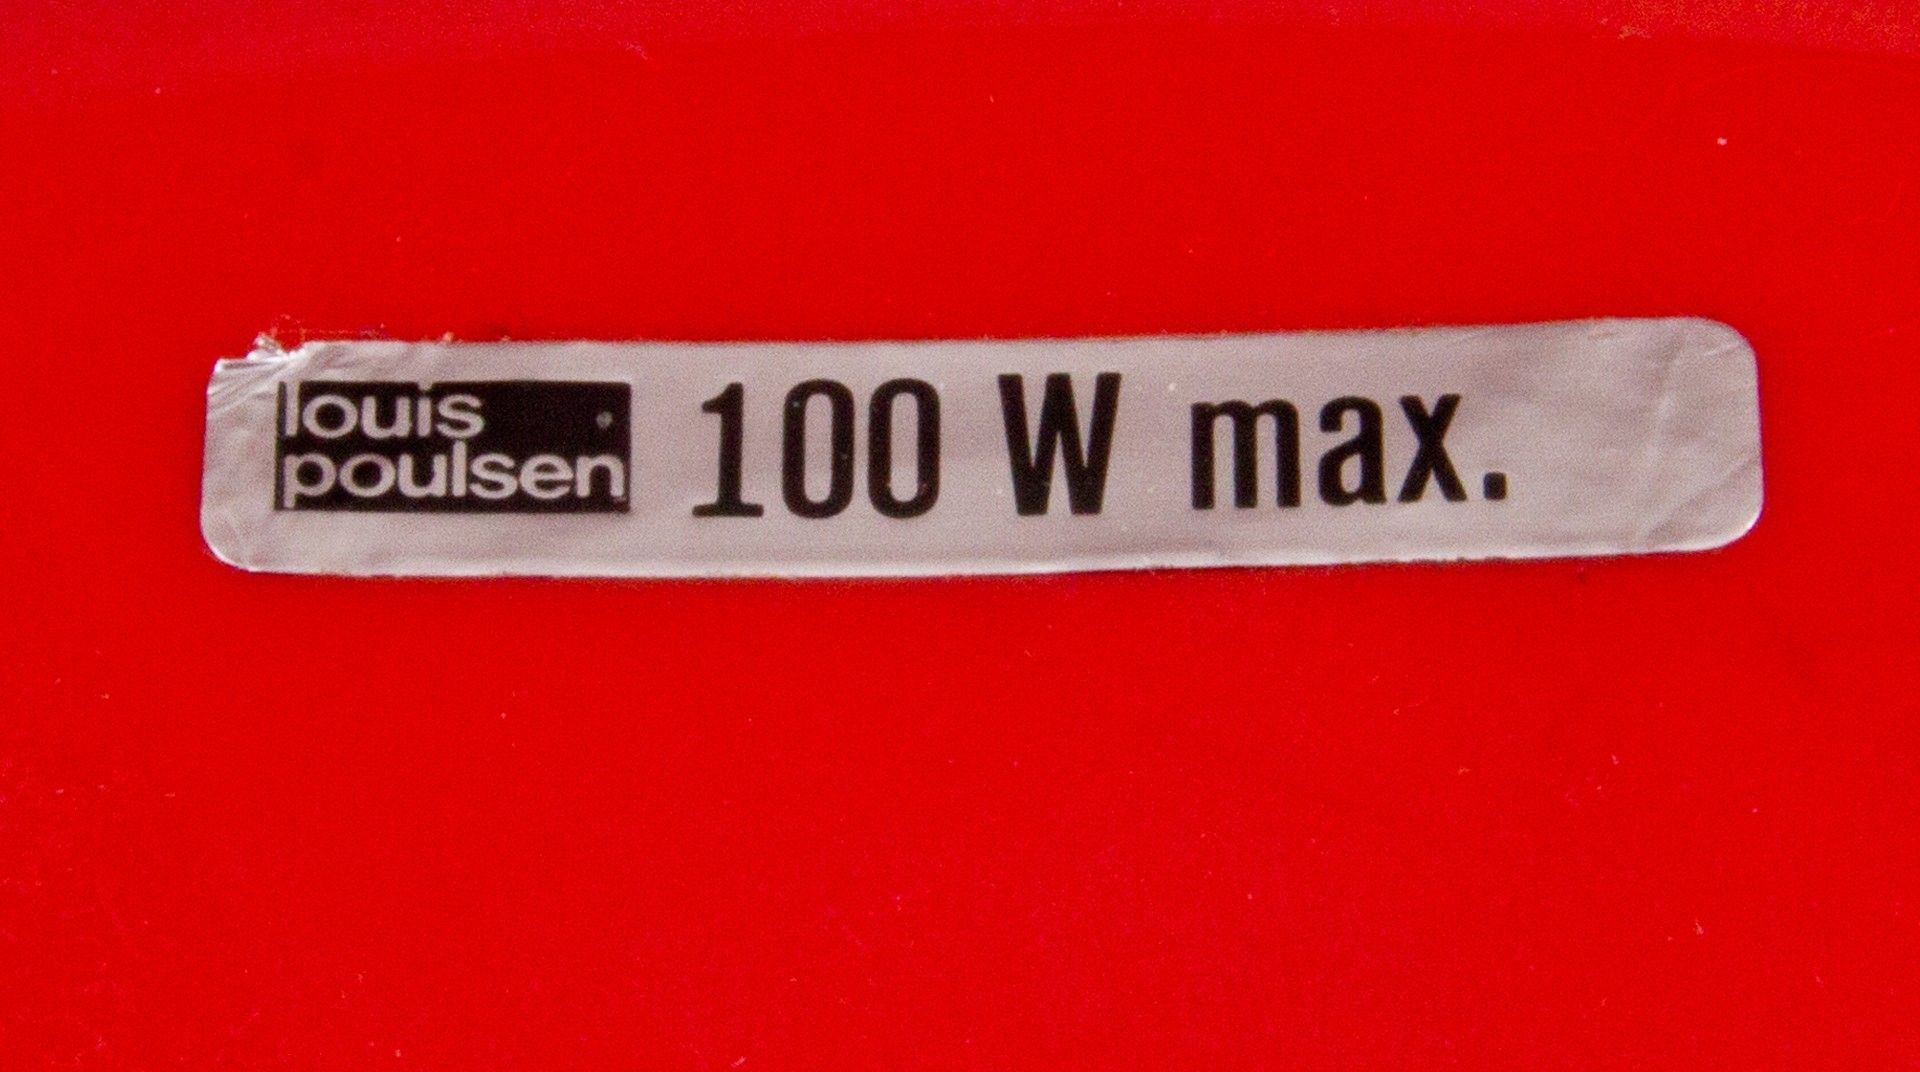 louis
poulsen
100 W max.